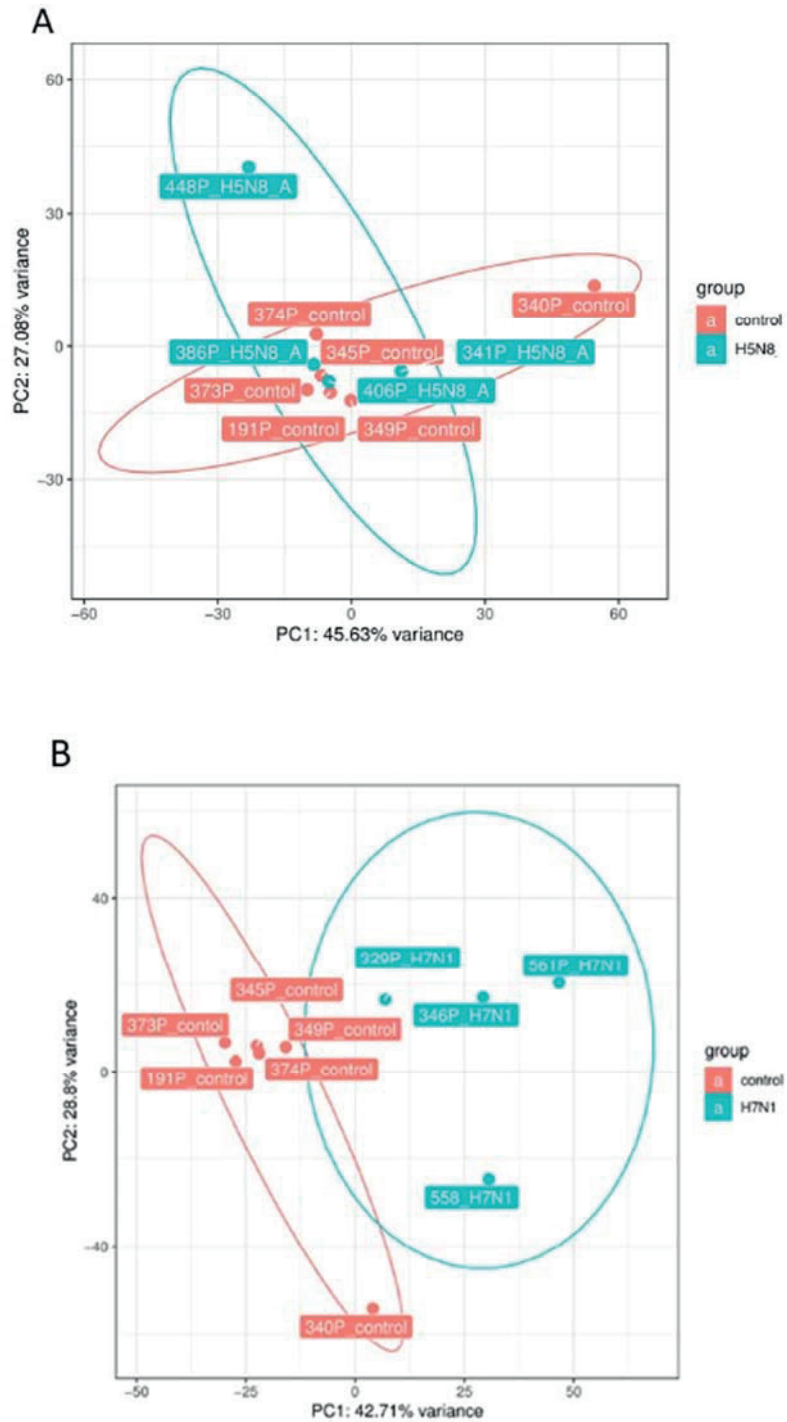 A
60
448P_H5N8_A
30
374P_control
340P_control
group
a control
a H5N8_
0
386P_H5N8_A
345P_control
341P_H5N8_A
373P_contol
406P_H5N8_A
191P_control
349P_control
−30
PC2: 27.08% variance
−60
−30
0
30
60
PC1: 45.63% variance
B
40
329P_H7N1
561P_H7N1
345P_control
346P_H7N1
373P_contol
349P_control
group
a control
a H7N1
0
191P_control
374P_control
PC2: 28.8% variance
558_H7N1
−40
340P_control
−50
−25
0
25
50
PC1: 42.71% variance